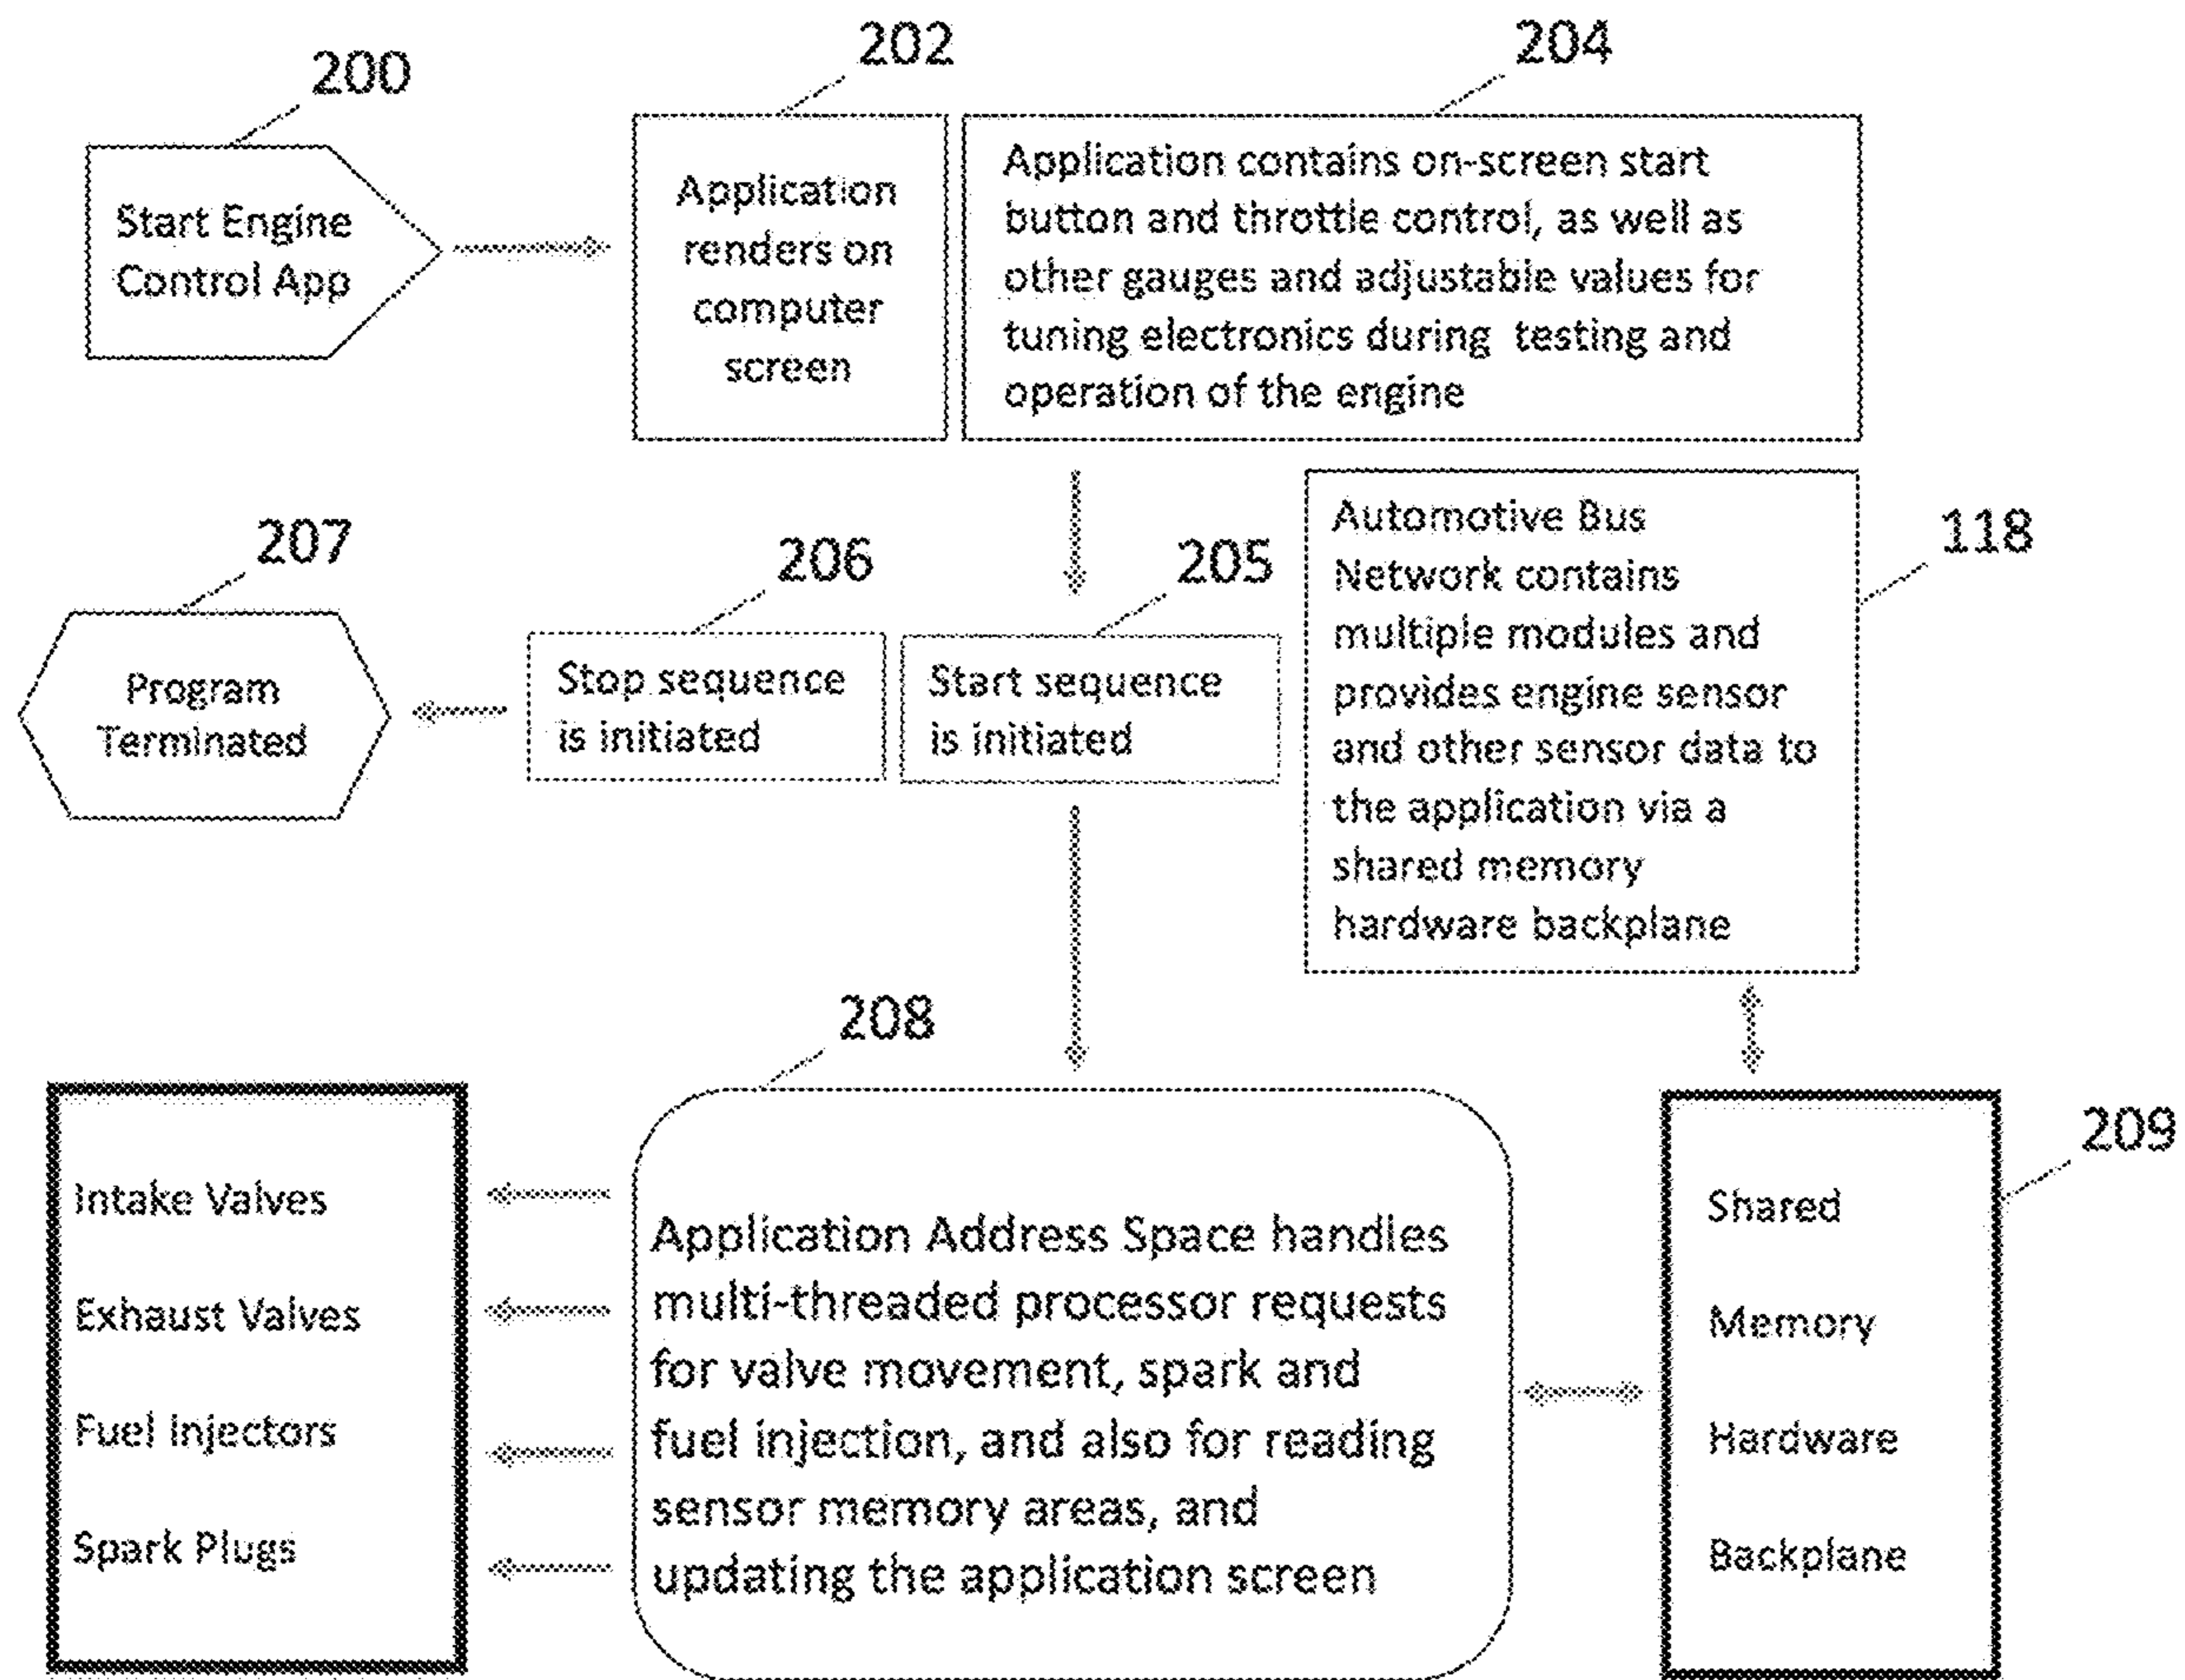 200
202
204
Start Engine
Control App
Application
renders on
computer
screen
Application contains on-screen start
button and throttle control, as well as
other gauges and adjustable values for
tuning electronics during testing and
operation of the engine
207
206
205
118
Program
Terminated
Stop sequence
is initiated
Start sequence
is initiated
Automotive Bus
Network contains
multiple modules and
provides engine sensor
and other sensor data to
the application via a
shared memory
hardware backplane
208
209
Intake Valves
Exhaust Valves
Fuel Injectors
Spark Plugs
Application Address Space handles
multi-threaded processor requests
for valve movement, spark and
fuel injection, and also for reading
sensor memory areas, and
updating the application screen
Shared
Memory
Hardware
Backplane